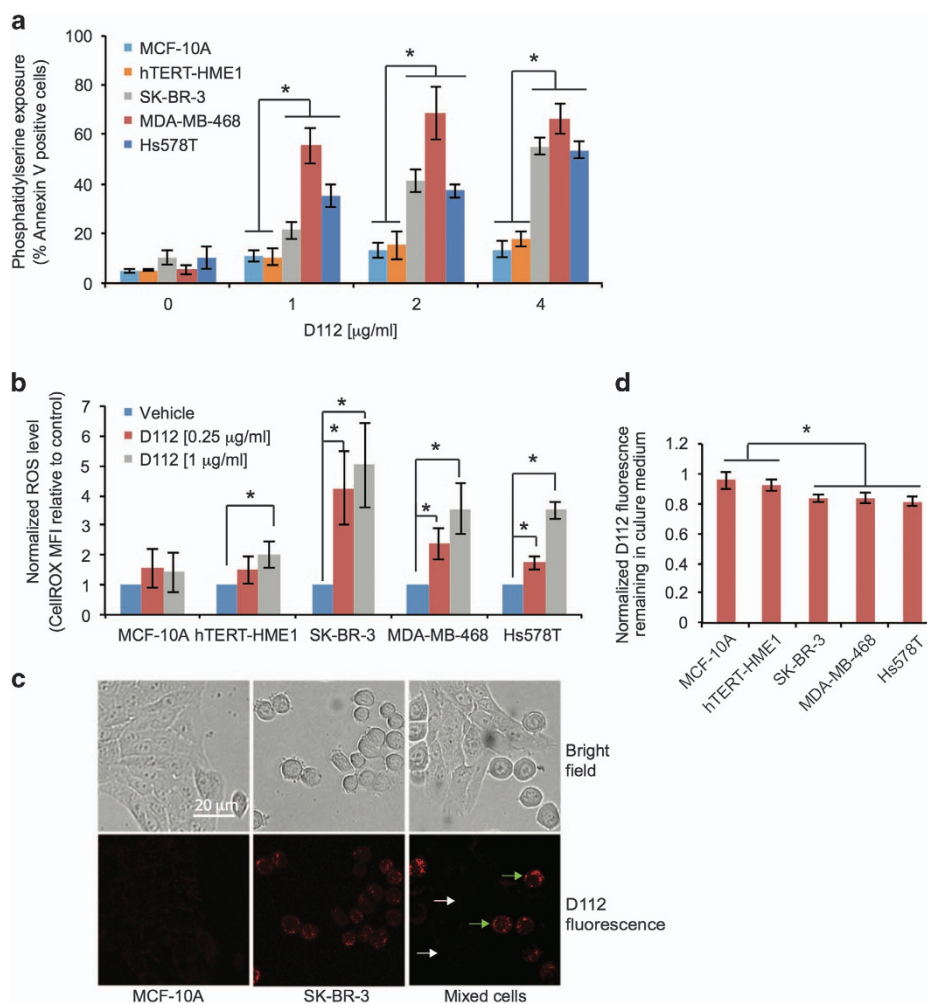 a
Phosphatidylserine exposure
(% Annexin V positive cells)
100
80
60
40
20
0
MCF-10A
hTERT-HME1
SK-BR-3
MDA-MB-468
Hs578T
*
*
*
0
1
2
4
D112 [μg/ml]
b
Normalized ROS level
(CellROX MFI relative to control)
7
6
5
4
3
2
1
0
Vehicle
D112 [0.25 μg/ml]
D112 [1 μg/ml]
*
*
*
*
*
*
*
MCF-10A hTERT-HME1 SK-BR-3 MDA-MB-468 Hs578T
d
Normalized D112 fluorescnce
remaining in culure medium
1.2
1
0.8
0.6
0.4
0.2
0
*
MCF-10A
hTERT-HME1
SK-BR-3
MDA-MB-468
Hs578T
c
20 μm
Bright
field
D112
fluorescence
MCF-10A
SK-BR-3
Mixed cells